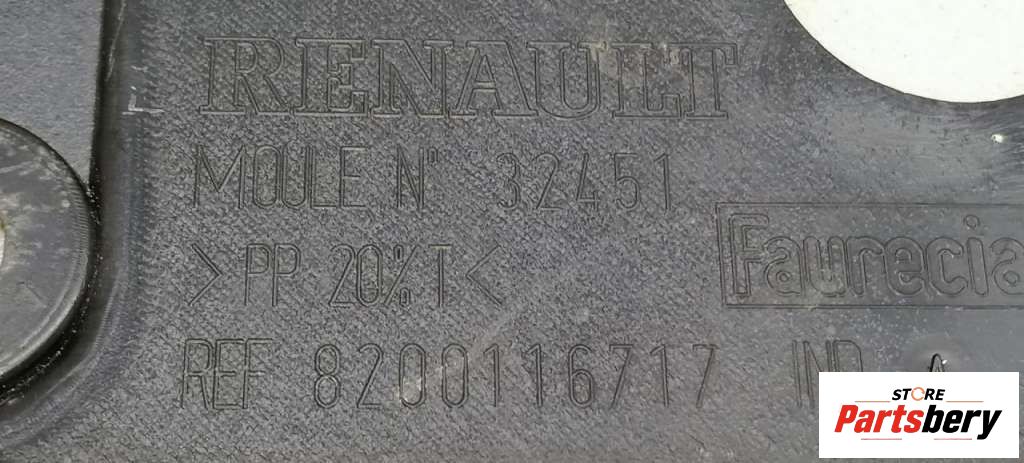 RENAULT
MOULE N° 32451
>PP 20%T<
Faurecia
REF 8200116717 IND A
STORE
Partsbery